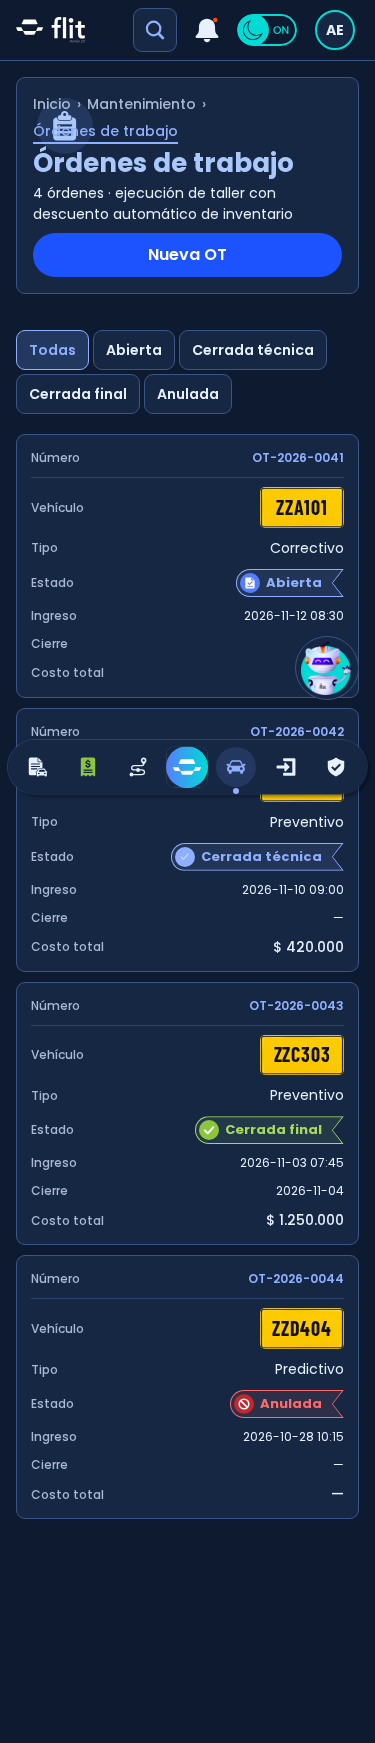 flit
ON
AE
Inicio › Mantenimiento ›
Órdenes de trabajo
Órdenes de trabajo
4 órdenes · ejecución de taller con
descuento automático de inventario
Nueva OT
Todas Abierta Cerrada técnica
Cerrada final Anulada
Número OT-2026-0041
Vehículo ZZA101
Tipo Correctivo
Estado Abierta
Ingreso 2026-11-12 08:30
Cierre
Costo total
Número OT-2026-0042
Tipo Preventivo
Estado Cerrada técnica
Ingreso 2026-11-10 09:00
Cierre —
Costo total $ 420.000
Número OT-2026-0043
Vehículo ZZC303
Tipo Preventivo
Estado Cerrada final
Ingreso 2026-11-03 07:45
Cierre 2026-11-04
Costo total $ 1.250.000
Número OT-2026-0044
Vehículo ZZD404
Tipo Predictivo
Estado Anulada
Ingreso 2026-10-28 10:15
Cierre —
Costo total —